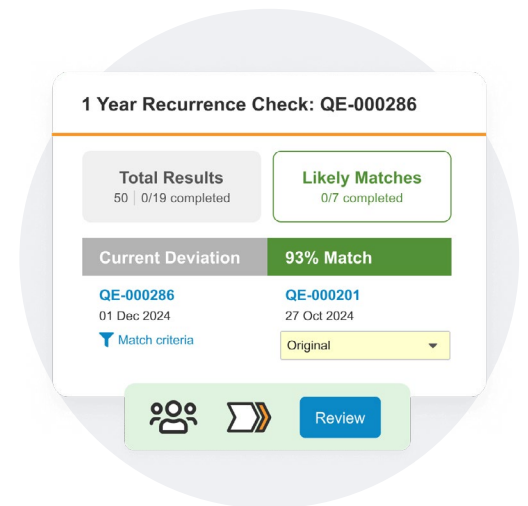 1 Year Recurrence Check: QE-000286
Total Results
50 | 0/19 completed
Likely Matches
0/7 completed
Current Deviation
93% Match
QE-000286
01 Dec 2024
Match criteria
QE-000201
27 Oct 2024
Original
Review